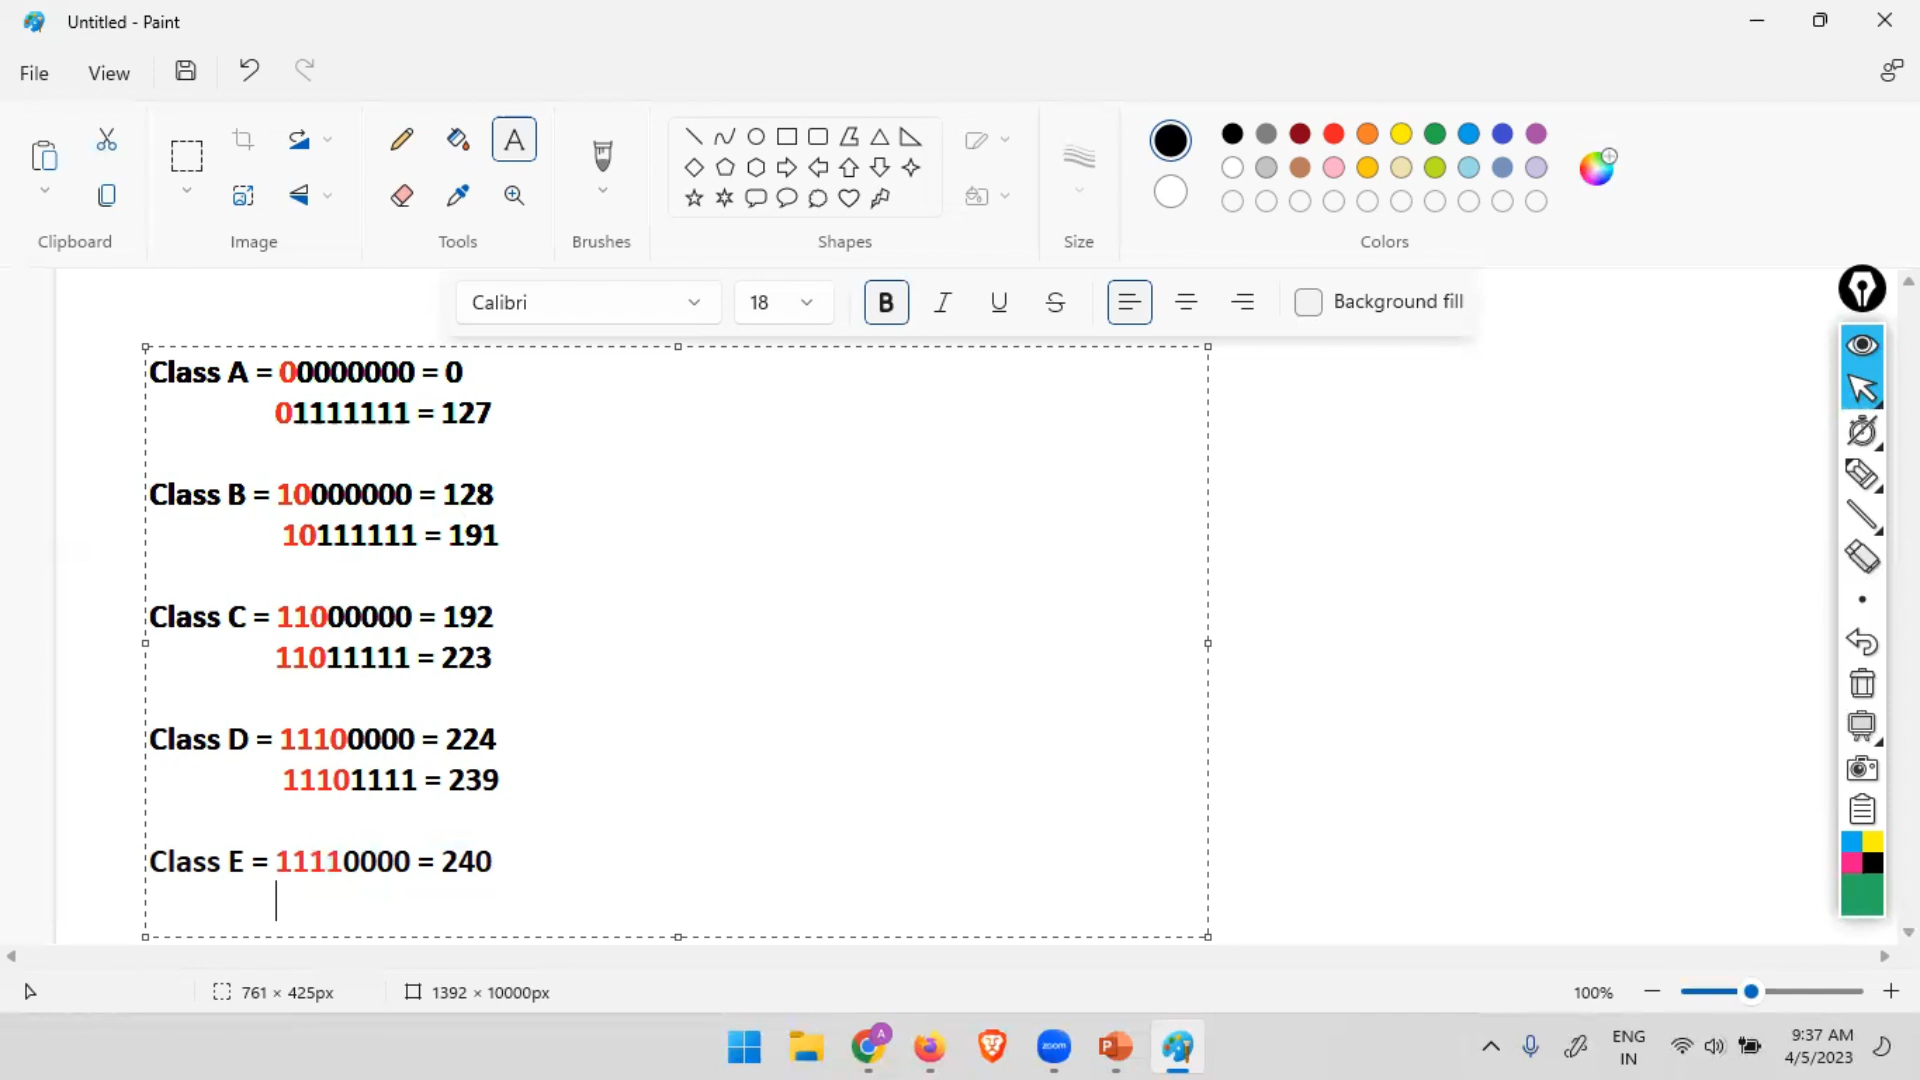 Untitled - Paint
File View
Clipboard Image Tools Brushes Shapes Size Colors
Calibri 18 B I U S Background fill
Class A = 00000000 = 0
01111111 = 127
Class B = 10000000 = 128
10111111 = 191
Class C = 11000000 = 192
11011111 = 223
Class D = 11100000 = 224
11101111 = 239
Class E = 11110000 = 240
761 × 425px 1392 × 10000px 100%
A
zoom
P
ENG
IN
9:37 AM
4/5/2023